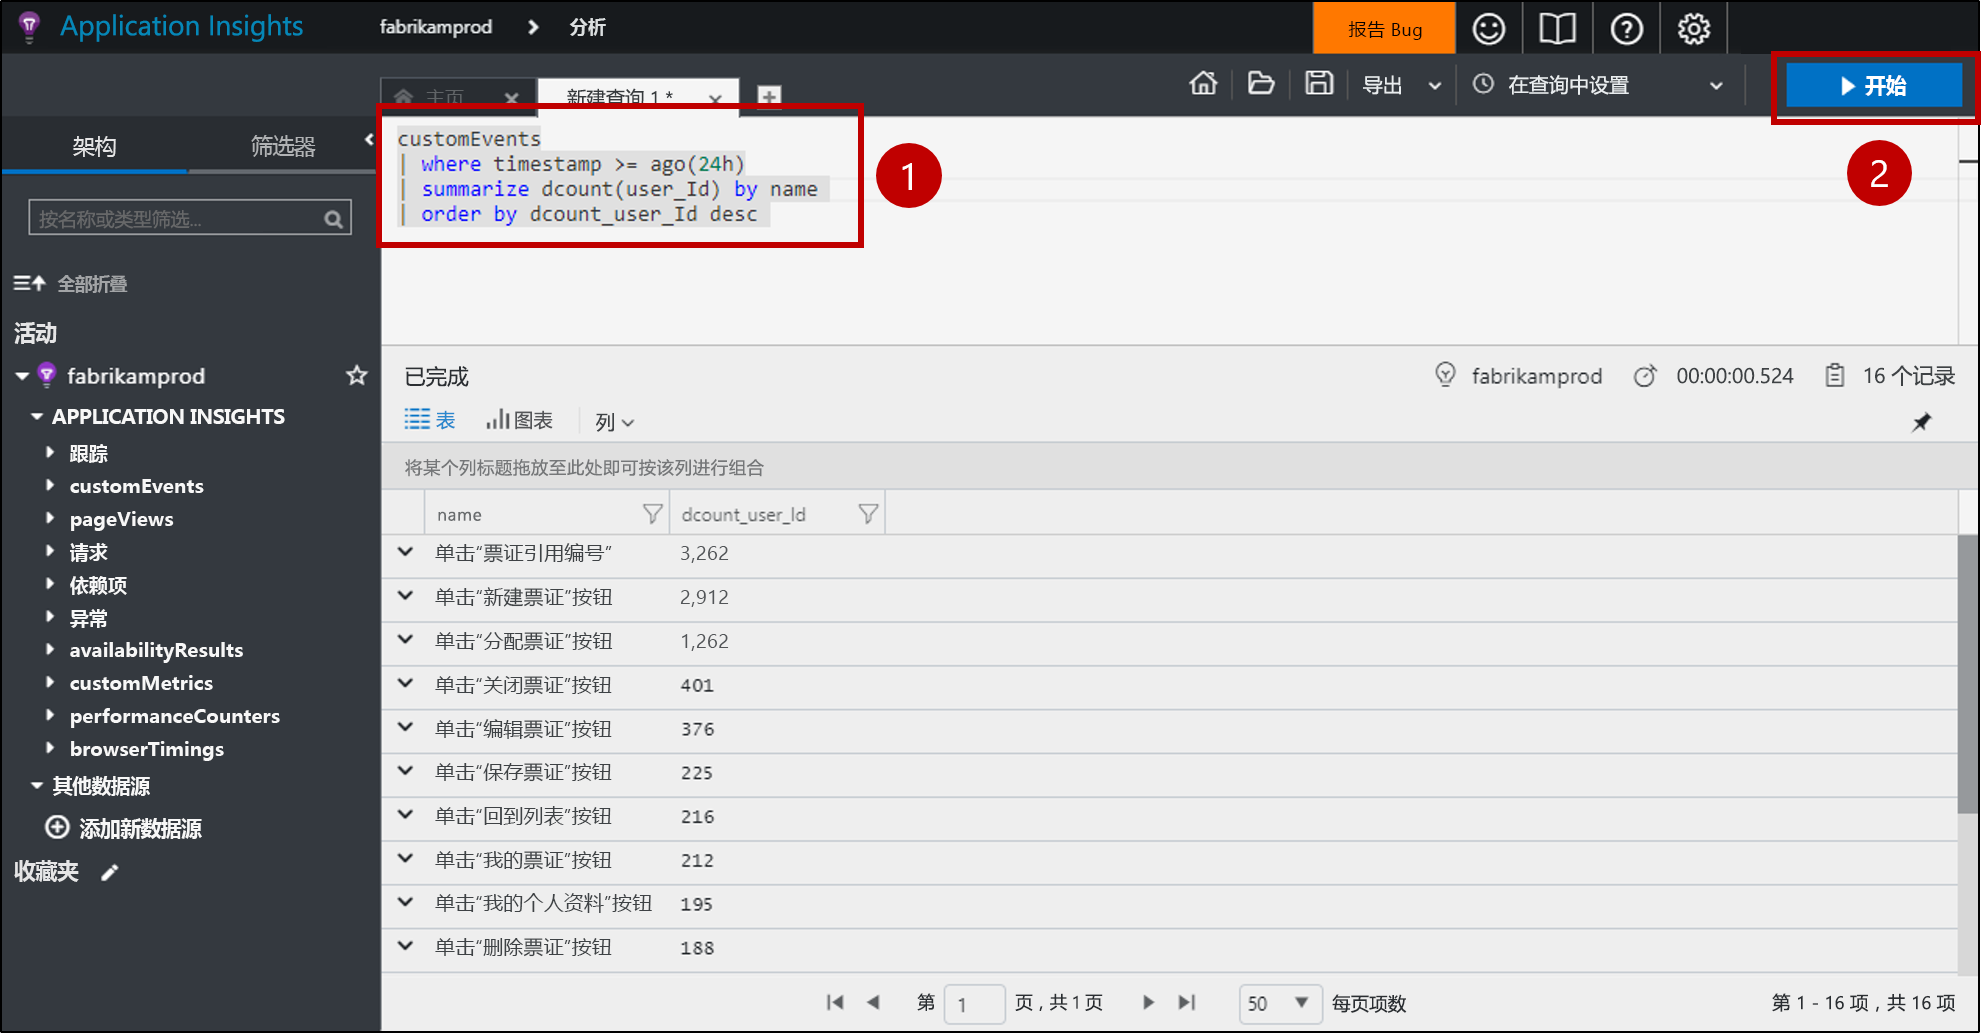 Application Insights
fabrikamprod
分析
报告 Bug
主页
新建查询 1 *
导出
在查询中设置
开始
架构
筛选器
customEvents
| where timestamp >= ago(24h)
| summarize dcount(user_Id) by name
| order by dcount_user_Id desc
1
2
按名称或类型筛选...
全部折叠
活动
fabrikamprod
APPLICATION INSIGHTS
跟踪
customEvents
pageViews
请求
依赖项
异常
availabilityResults
customMetrics
performanceCounters
browserTimings
其他数据源
添加新数据源
收藏夹
已完成
fabrikamprod
00:00:00.524
16 个记录
表
图表
列
将某个列标题拖放至此处即可按该列进行组合
name
dcount_user_Id
单击“票证引用编号” 3,262
单击“新建票证”按钮 2,912
单击“分配票证”按钮 1,262
单击“关闭票证”按钮 401
单击“编辑票证”按钮 376
单击“保存票证”按钮 225
单击“回到列表”按钮 216
单击“我的票证”按钮 212
单击“我的个人资料”按钮 195
单击“删除票证”按钮 188
第 1 页，共 1 页
50 每页项数
第 1 - 16 项，共 16 项